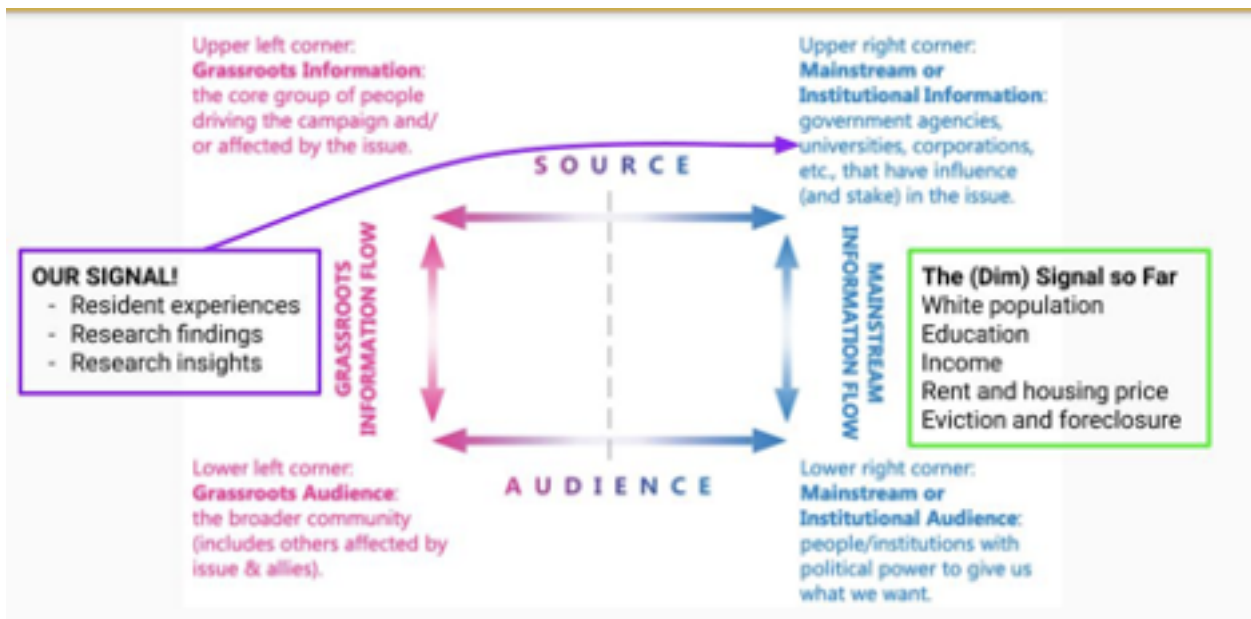 Upper left corner:
Grassroots Information:
the core group of people
driving the campaign and/
or affected by the issue.
Upper right corner:
Mainstream or
Institutional Information:
government agencies,
universities, corporations,
etc., that have influence
(and stake) in the issue.
SOURCE
OUR SIGNAL!
- Resident experiences
- Research findings
- Research insights
GRASSROOTS
INFORMATION FLOW
MAINSTREAM
INFORMATION FLOW
The (Dim) Signal so Far
White population
Education
Income
Rent and housing price
Eviction and foreclosure
Lower left corner:
Grassroots Audience:
the broader community
(includes others affected by
issue & allies).
AUDIENCE
Lower right corner:
Mainstream or
Institutional Audience:
people/institutions with
political power to give us
what we want.